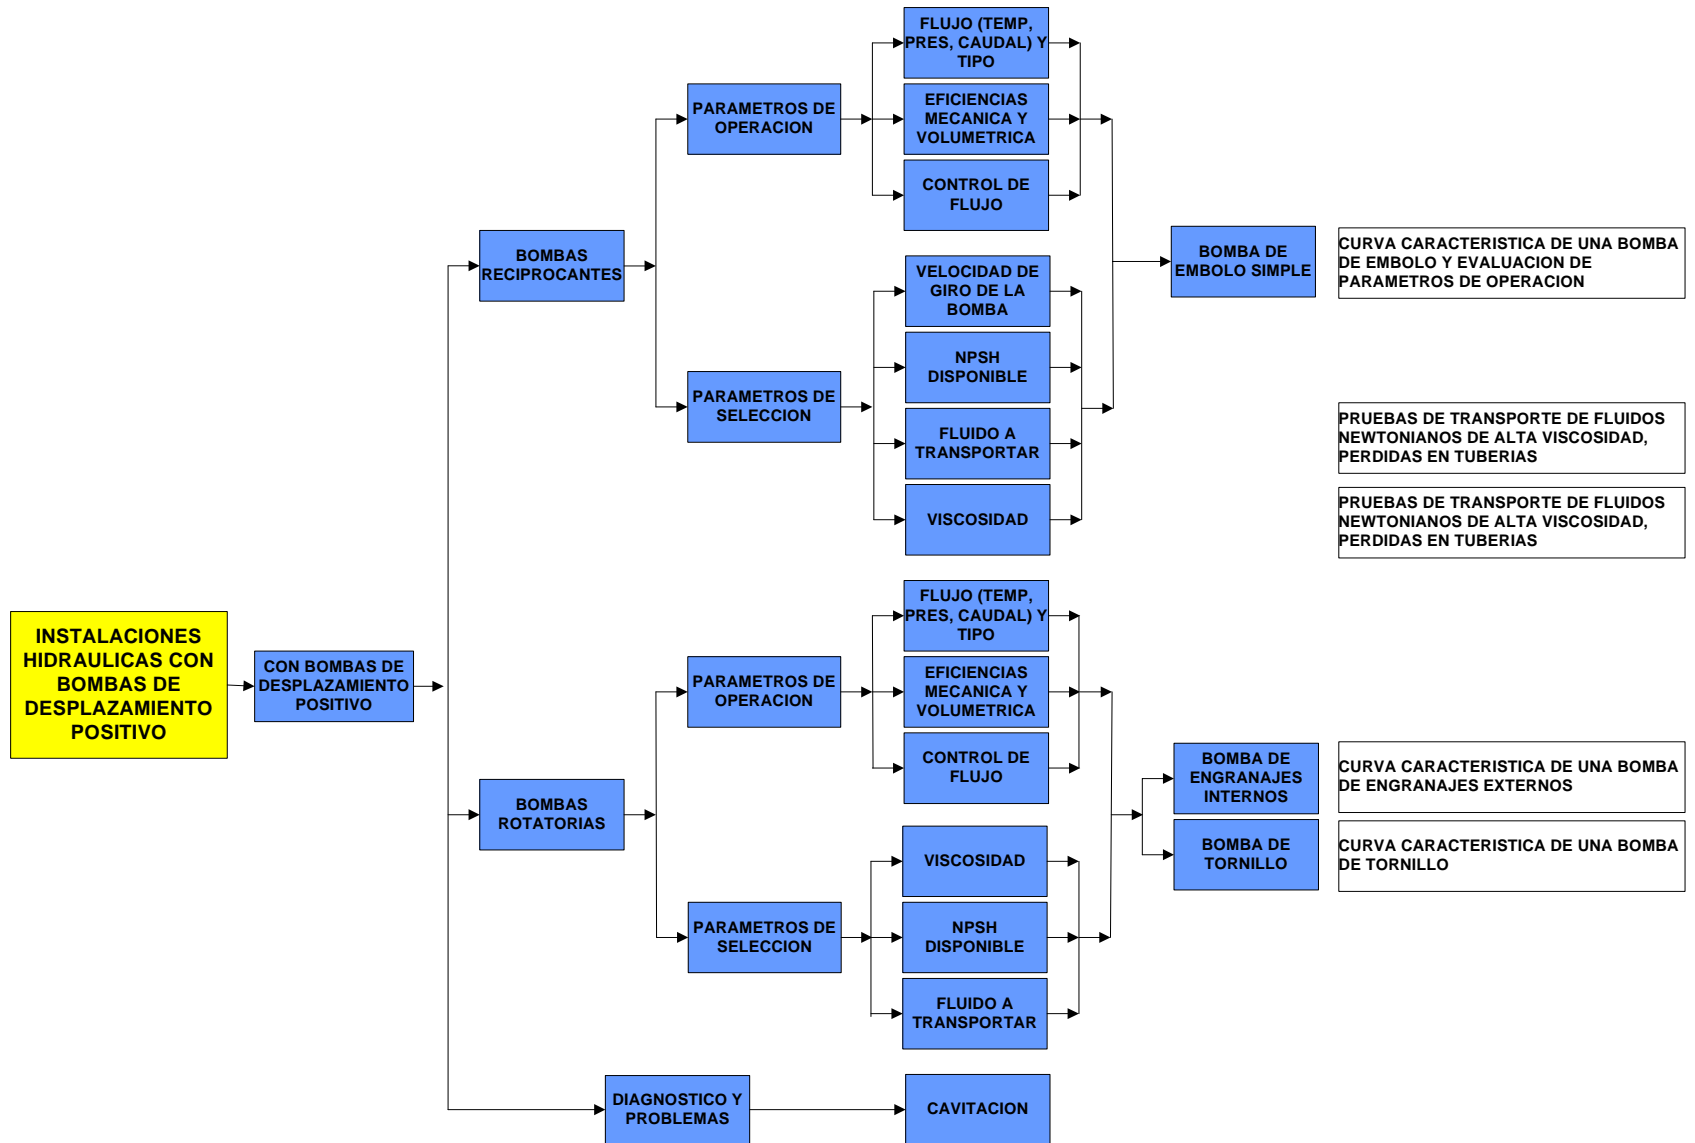 INSTALACIONES
HIDRAULICAS CON
BOMBAS DE
DESPLAZAMIENTO
POSITIVO
CON BOMBAS DE
DESPLAZAMIENTO
POSITIVO
BOMBAS
RECIPROCANTES
PARAMETROS DE
OPERACION
FLUJO (TEMP,
PRES, CAUDAL) Y
TIPO
EFICIENCIAS
MECANICA Y
VOLUMETRICA
CONTROL DE
FLUJO
PARAMETROS DE
SELECCION
VELOCIDAD DE
GIRO DE LA
BOMBA
NPSH
DISPONIBLE
FLUIDO A
TRANSPORTAR
VISCOSIDAD
BOMBA DE
EMBOLO SIMPLE
CURVA CARACTERISTICA DE UNA BOMBA
DE EMBOLO Y EVALUACION DE
PARAMETROS DE OPERACION
PRUEBAS DE TRANSPORTE DE FLUIDOS
NEWTONIANOS DE ALTA VISCOSIDAD,
PERDIDAS EN TUBERIAS
PRUEBAS DE TRANSPORTE DE FLUIDOS
NEWTONIANOS DE ALTA VISCOSIDAD,
PERDIDAS EN TUBERIAS
BOMBAS
ROTATORIAS
PARAMETROS DE
OPERACION
FLUJO (TEMP,
PRES, CAUDAL) Y
TIPO
EFICIENCIAS
MECANICA Y
VOLUMETRICA
CONTROL DE
FLUJO
PARAMETROS DE
SELECCION
VISCOSIDAD
NPSH
DISPONIBLE
FLUIDO A
TRANSPORTAR
BOMBA DE
ENGRANAJES
INTERNOS
CURVA CARACTERISTICA DE UNA BOMBA
DE ENGRANAJES EXTERNOS
BOMBA DE
TORNILLO
CURVA CARACTERISTICA DE UNA BOMBA
DE TORNILLO
DIAGNOSTICO Y
PROBLEMAS
CAVITACION